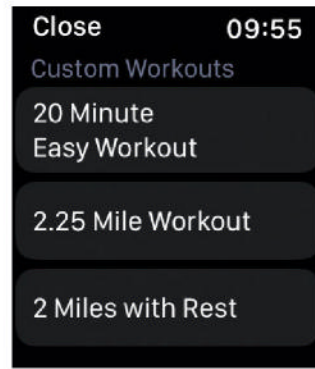 Close 09:55
Custom Workouts
20 Minute
Easy Workout
2.25 Mile Workout
2 Miles with Rest